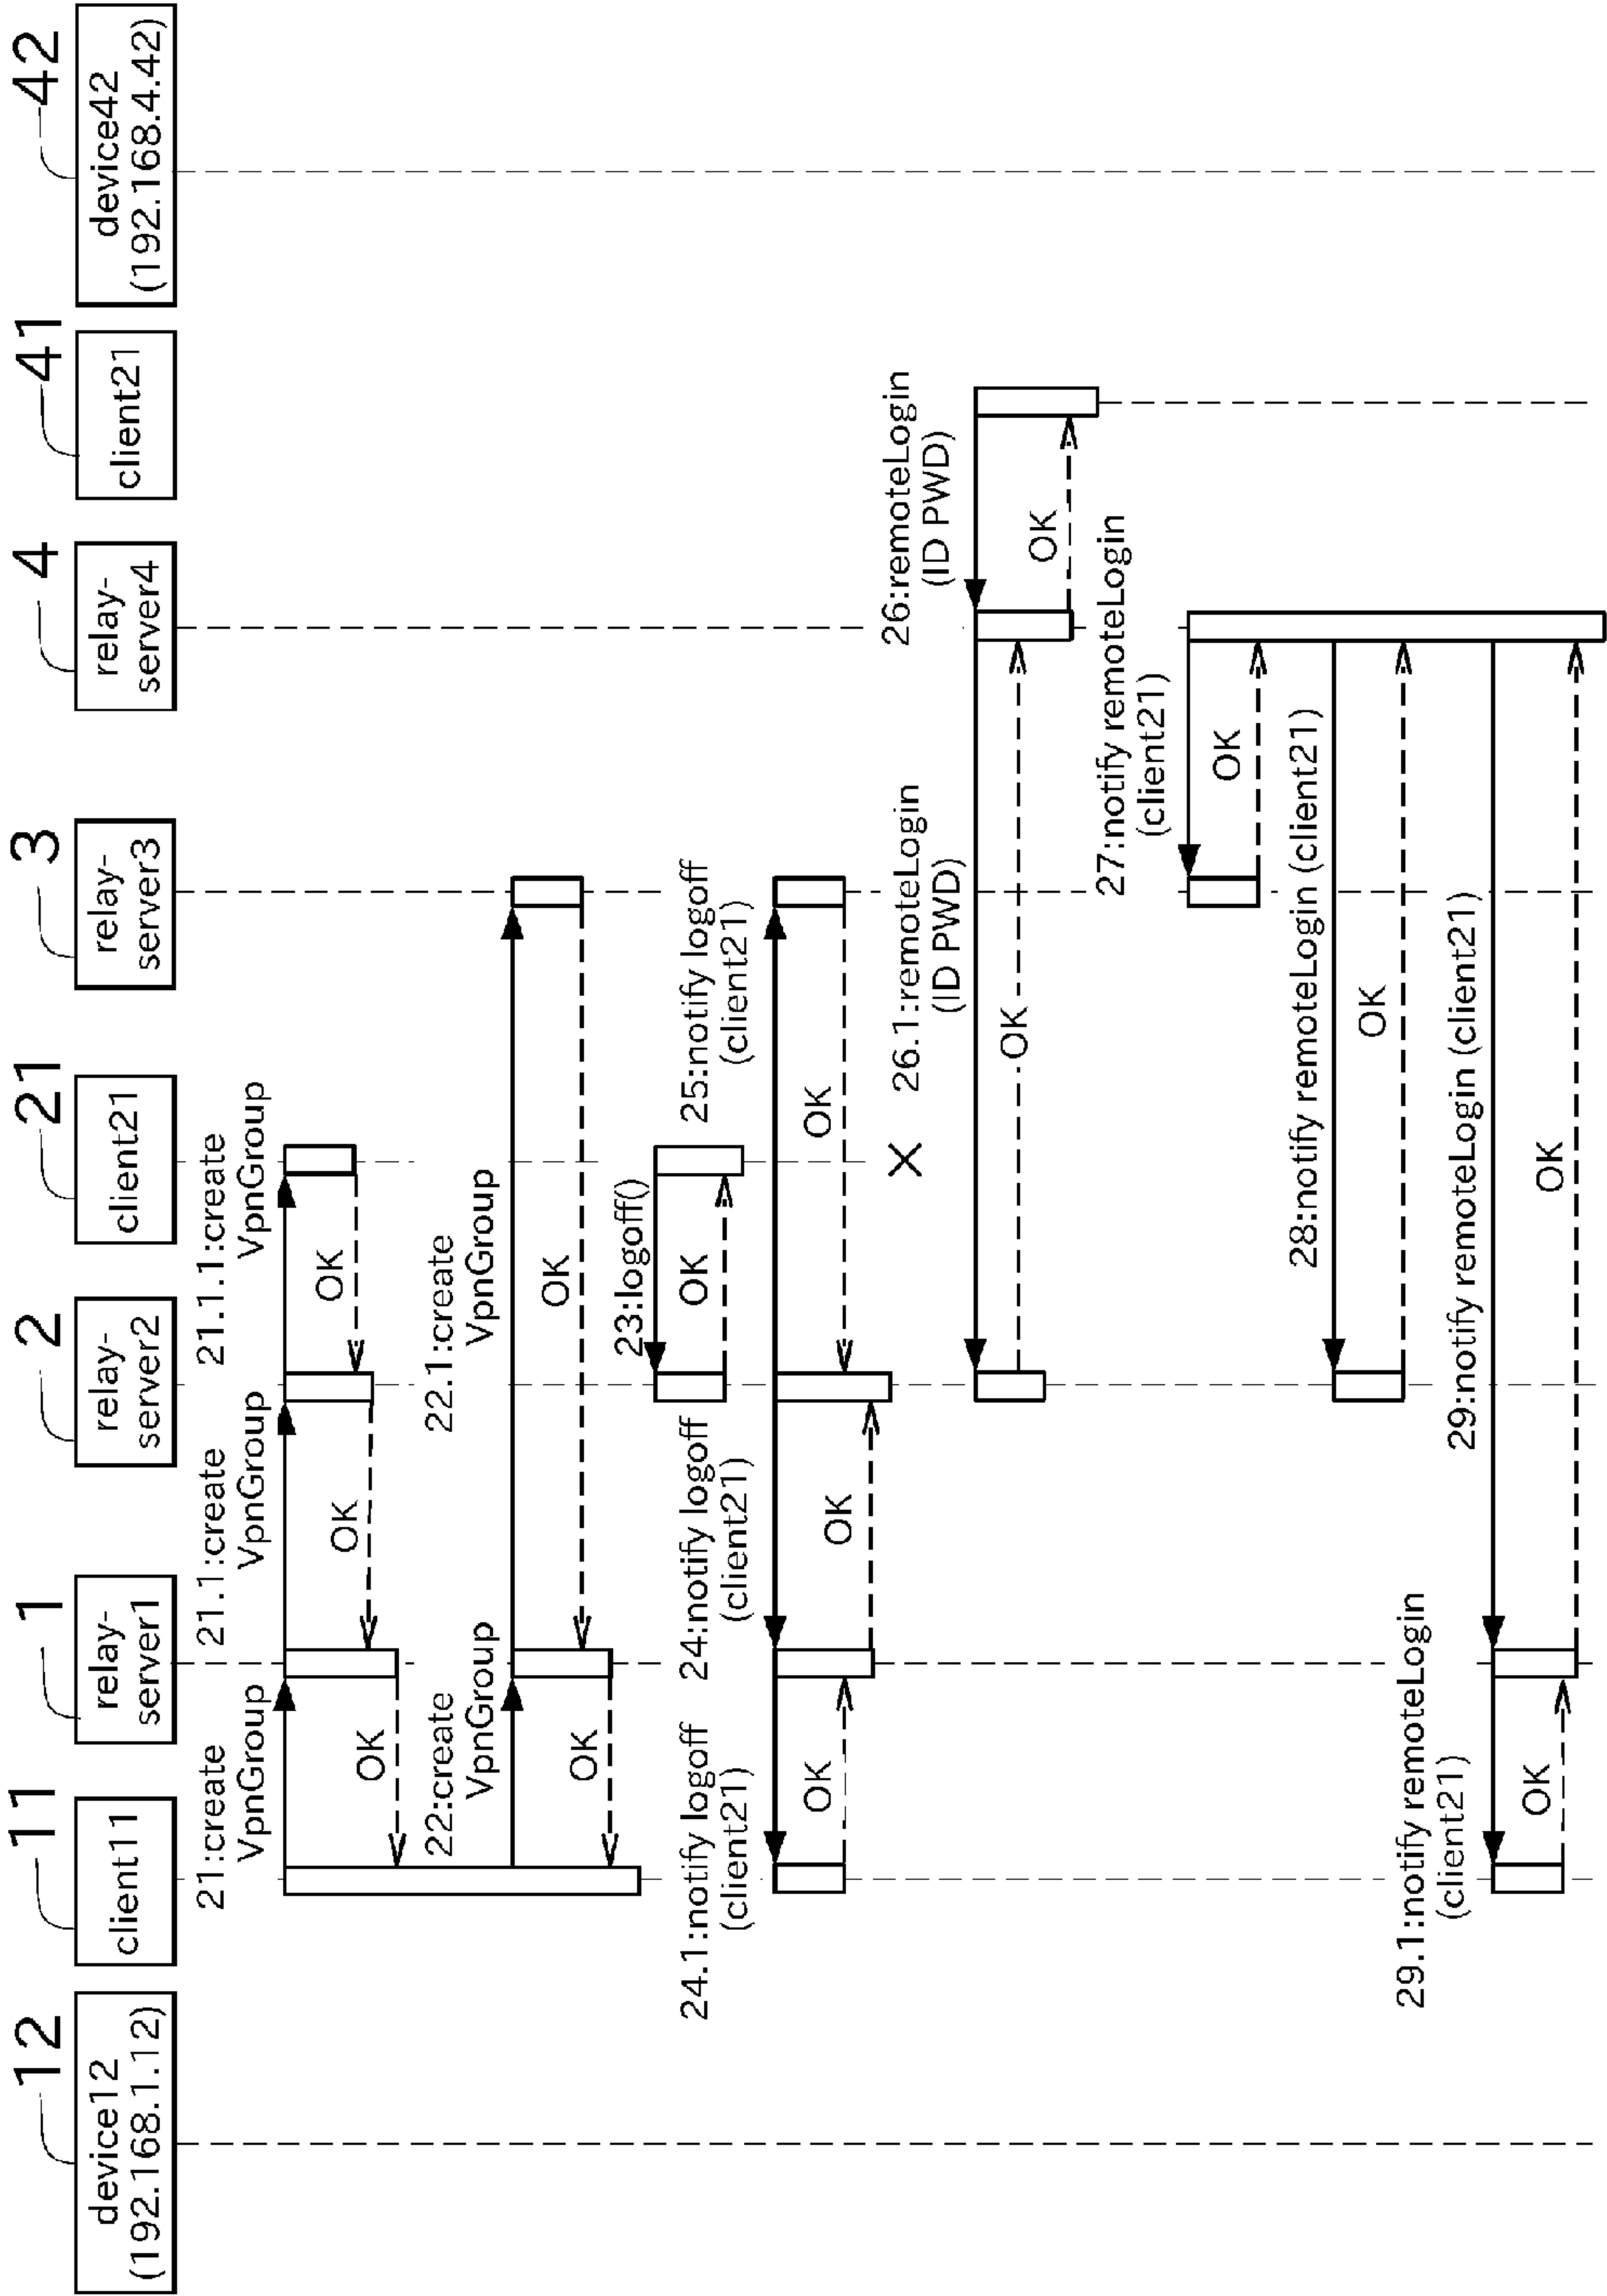 12
11
1
2
21
3
4
41
42
device12
(192.168.1.12)
client11
relay-
server1
relay-
server2
client21
relay-
server3
relay-
server4
client21
device42
(192.168.4.42)
21:create
VpnGroup
21.1:create
VpnGroup
21.1.1:create
VpnGroup
OK
OK
OK
22:create
VpnGroup
22.1:create
VpnGroup
OK
OK
23:logoff()
OK
24.1:notify logoff
(client21)
24:notify logoff
(client21)
25:notify logoff
(client21)
OK
OK
OK
26:remoteLogin
(ID PWD)
26.1:remoteLogin
(ID PWD)
OK
OK
27:notify remoteLogin
(client21)
OK
28:notify remoteLogin (client21)
OK
29:notify remoteLogin (client21)
29.1:notify remoteLogin
(client21)
OK
OK